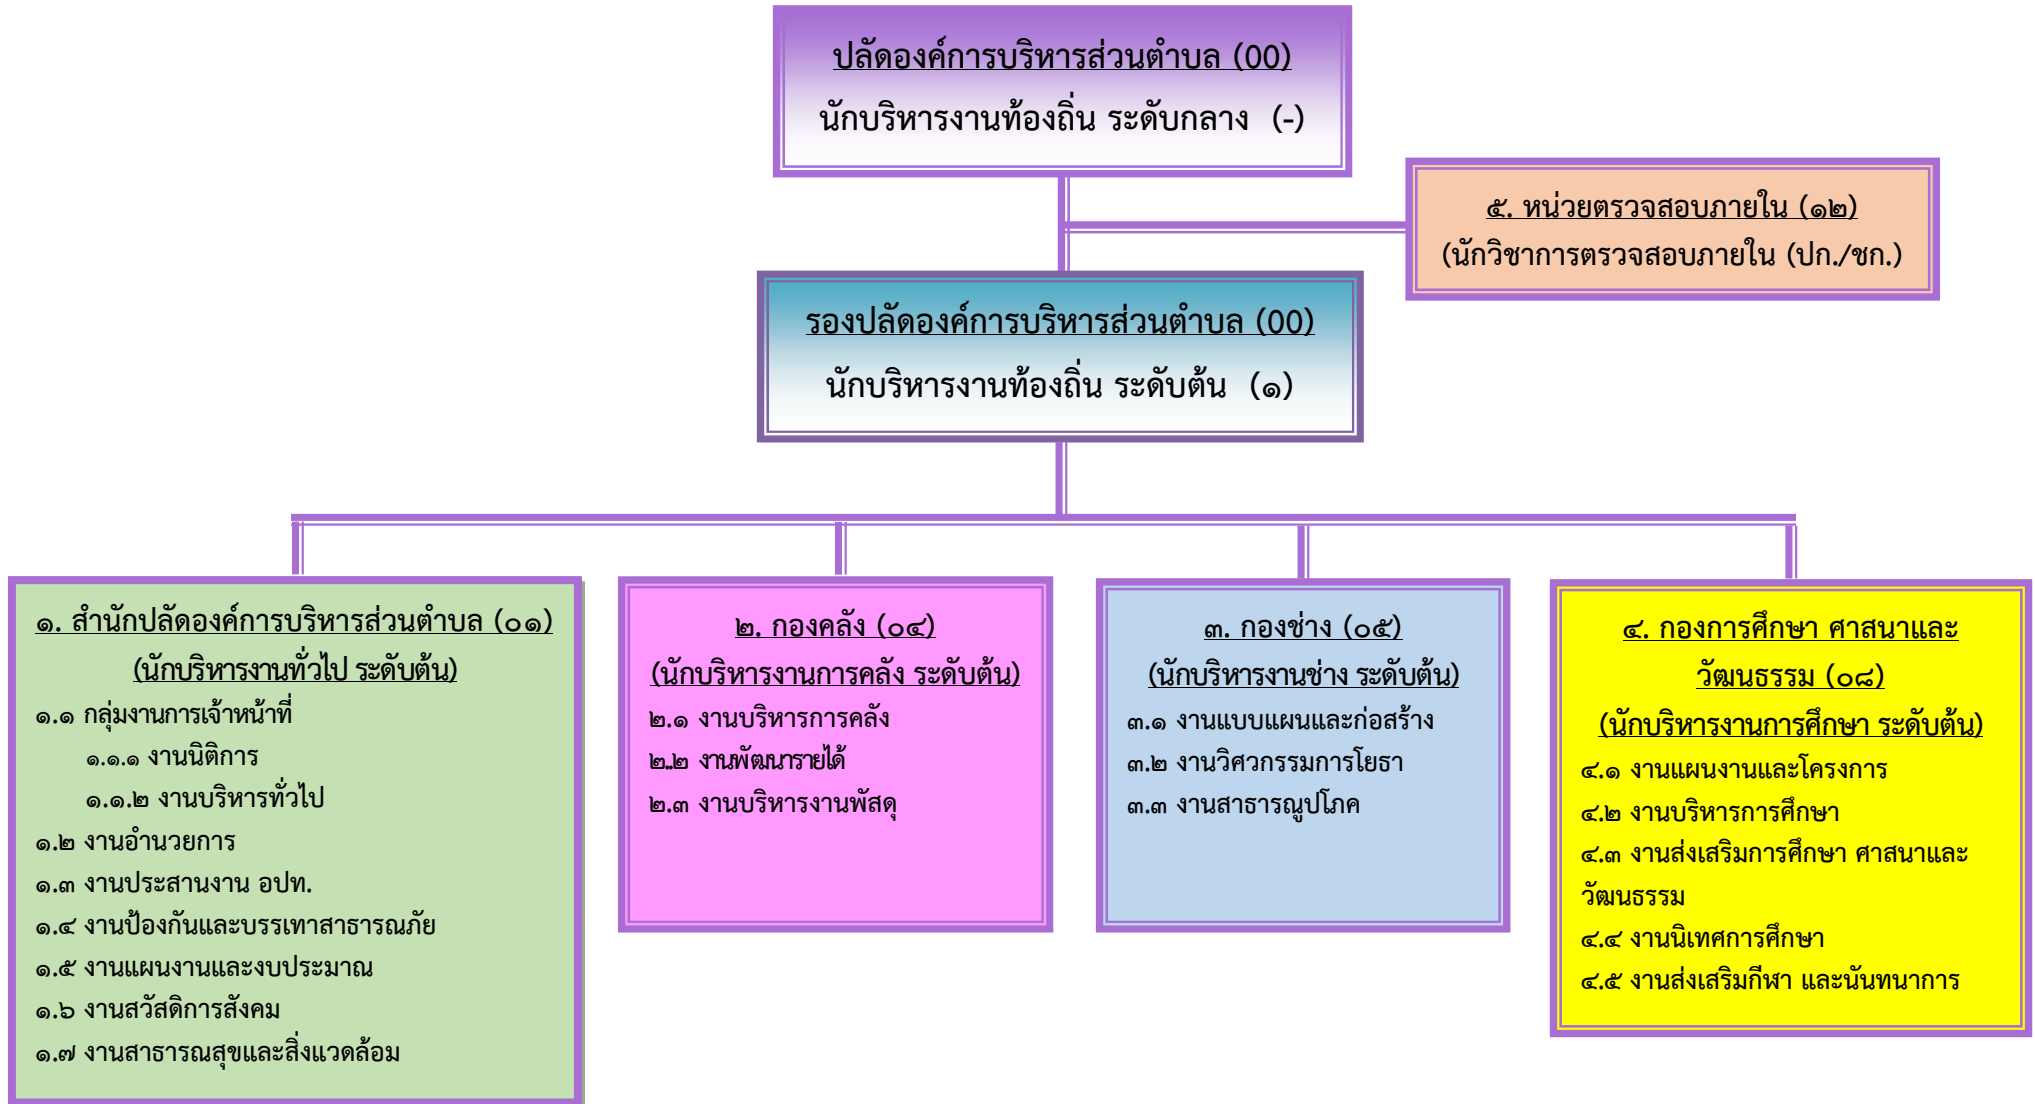 ปลัดองค์การบริหารส่วนตำบล (00)
นักบริหารงานท้องถิ่น ระดับกลาง (-)
๕. หน่วยตรวจสอบภายใน (๑๒)
(นักวิชาการตรวจสอบภายใน (ปก./ชก.)
รองปลัดองค์การบริหารส่วนตำบล (00)
นักบริหารงานท้องถิ่น ระดับต้น (๑)
๑. สำนักปลัดองค์การบริหารส่วนตำบล (๐๑)
(นักบริหารงานทั่วไป ระดับต้น)
๑.๑ กลุ่มงานการเจ้าหน้าที่
๑.๑.๑ งานนิติการ
๑.๑.๒ งานบริหารทั่วไป
๑.๒ งานอำนวยการ
๑.๓ งานประสานงาน อปท.
๑.๔ งานป้องกันและบรรเทาสาธารณภัย
๑.๕ งานแผนงานและงบประมาณ
๑.๖ งานสวัสดิการสังคม
๑.๗ งานสาธารณสุขและสิ่งแวดล้อม
๒. กองคลัง (๐๔)
(นักบริหารงานการคลัง ระดับต้น)
๒.๑ งานบริหารการคลัง
๒..๒ งานพัฒนารายได้
๒.๓ งานบริหารงานพัสดุ
๓. กองช่าง (๐๕)
(นักบริหารงานช่าง ระดับต้น)
๓.๑ งานแบบแผนและก่อสร้าง
๓.๒ งานวิศวกรรมการโยธา
๓.๓ งานสาธารณูปโภค
๔. กองการศึกษา ศาสนาและ
วัฒนธรรม (๐๘)
(นักบริหารงานการศึกษา ระดับต้น)
๔.๑ งานแผนงานและโครงการ
๔.๒ งานบริหารการศึกษา
๔.๓ งานส่งเสริมการศึกษา ศาสนาและ
วัฒนธรรม
๔.๔ งานนิเทศการศึกษา
๔.๕ งานส่งเสริมกีฬา และนันทนาการ